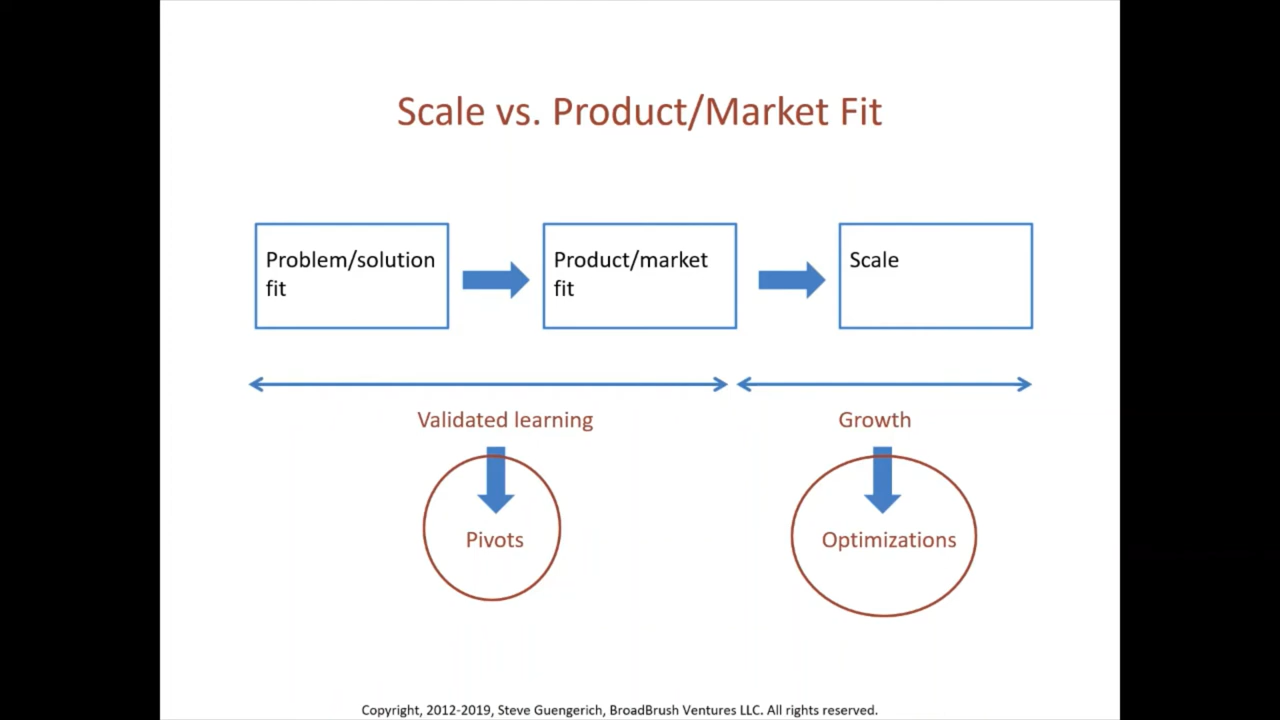 Scale vs. Product/Market Fit
Problem/solution
fit
Product/market
fit
Scale
Validated learning
Growth
Pivots
Optimizations
Copyright, 2012-2019, Steve Guengerich, BroadBrush Ventures LLC. All rights reserved.